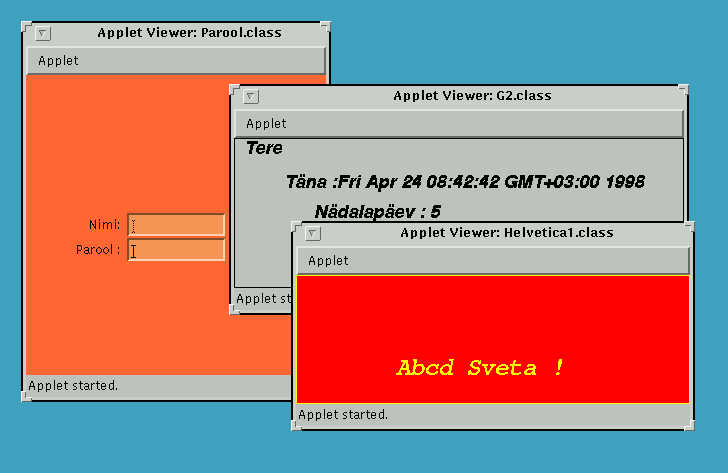 Applet Viewer: Parool.class
Applet
Nimi:
Parool :
Applet started.
Applet Viewer: G2.class
Applet
Tere
Täna :Fri Apr 24 08:42:42 GMT+03:00 1998
Nädalapäev : 5
Applet st
Applet Viewer: Helvetica1.class
Applet
Abcd Sveta !
Applet started.